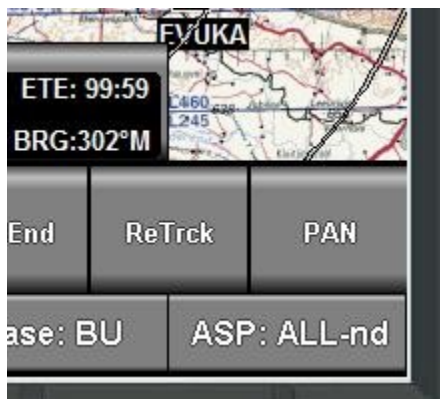 EVUKA
ETE: 99:59
L460
L245
BRG:302°M
End
ReTrck
PAN
ase: BU
ASP: ALL-nd